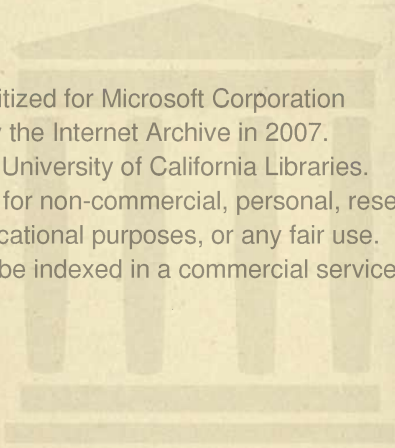 itized for Microsoft Corporation
the Internet Archive in 2007.
University of California Libraries.
for non-commercial, personal, rese
cational purposes, or any fair use.
be indexed in a commercial service